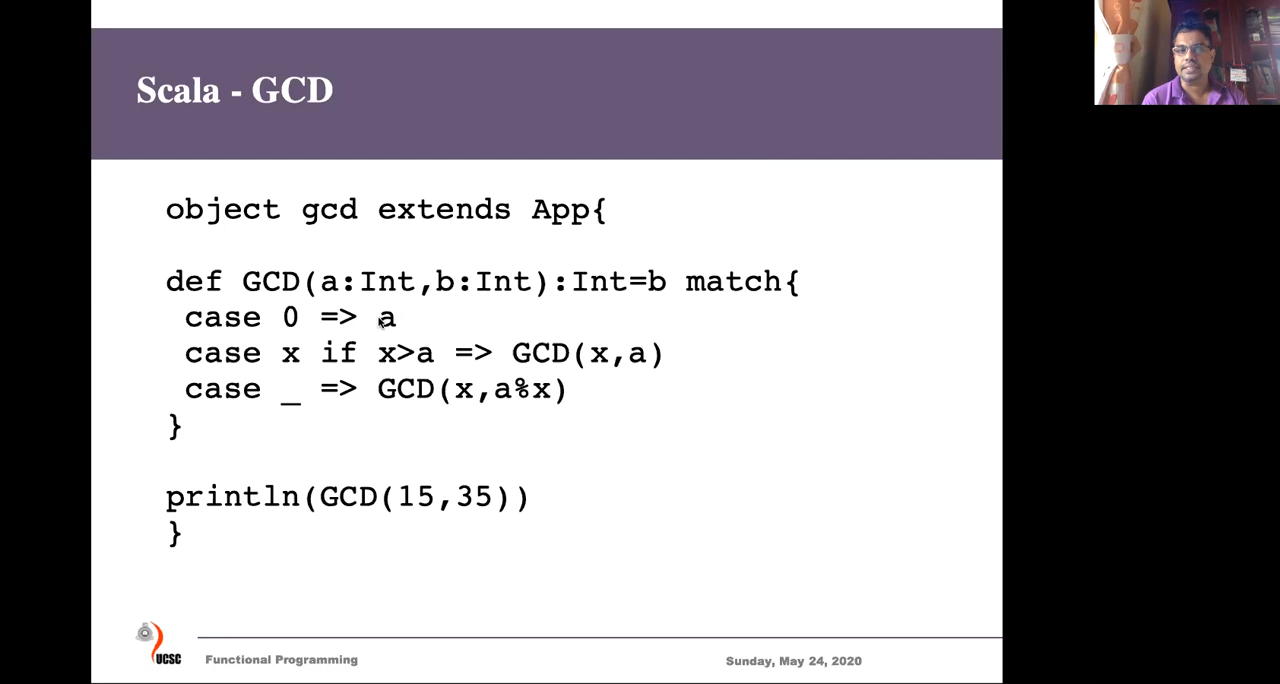 Scala - GCD
object gcd extends App{
def GCD(a:Int,b:Int):Int=b match{
case 0 => a
case x if x>a => GCD(x,a)
case _ => GCD(x,a%x)
}
println(GCD(15,35))
}
UCSC
Functional Programming
Sunday, May 24, 2020